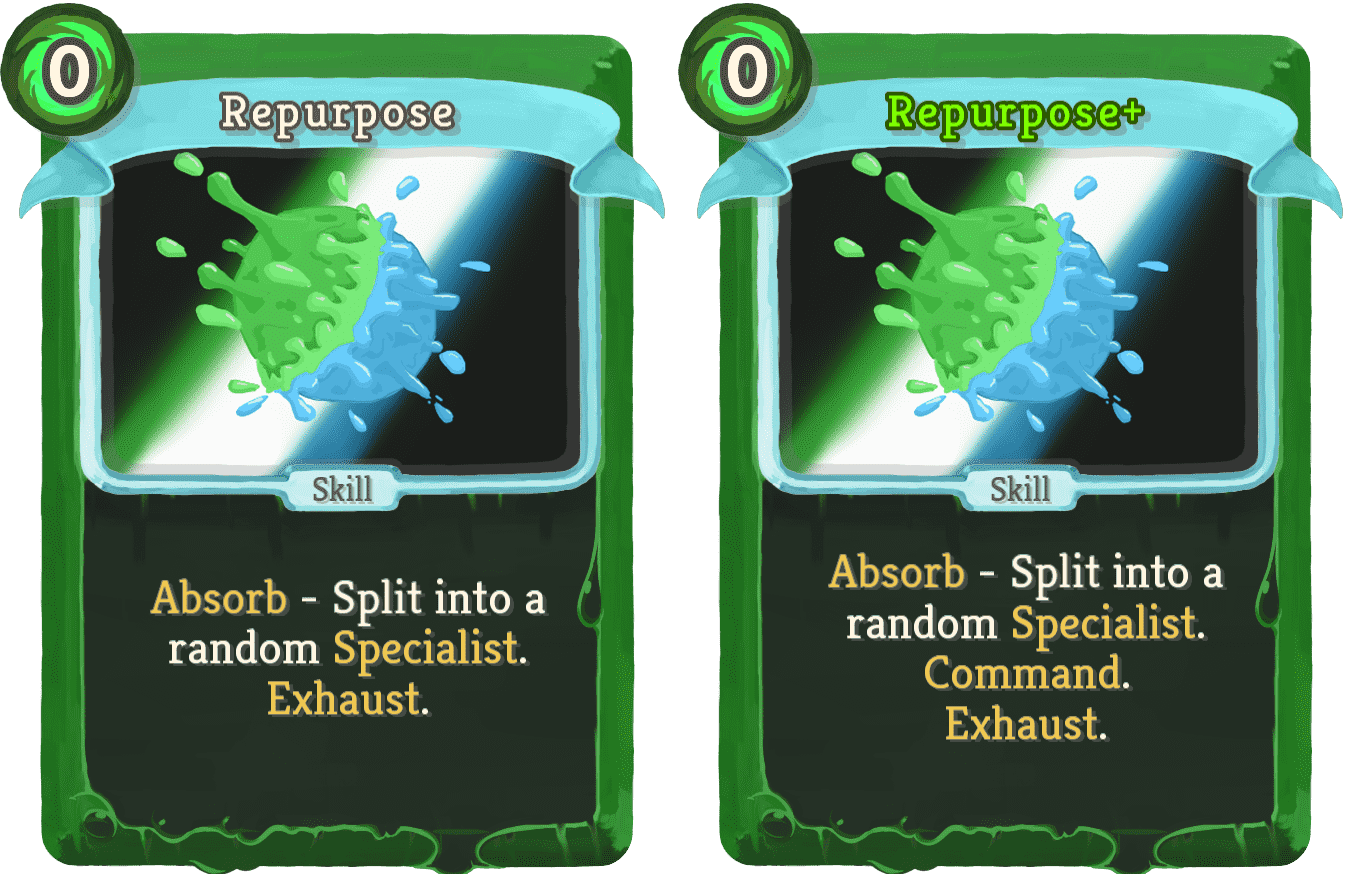 0
Repurpose
Skill
Absorb - Split into a
random Specialist.
Exhaust.
0
Repurpose+
Skill
Absorb - Split into a
random Specialist.
Command.
Exhaust.